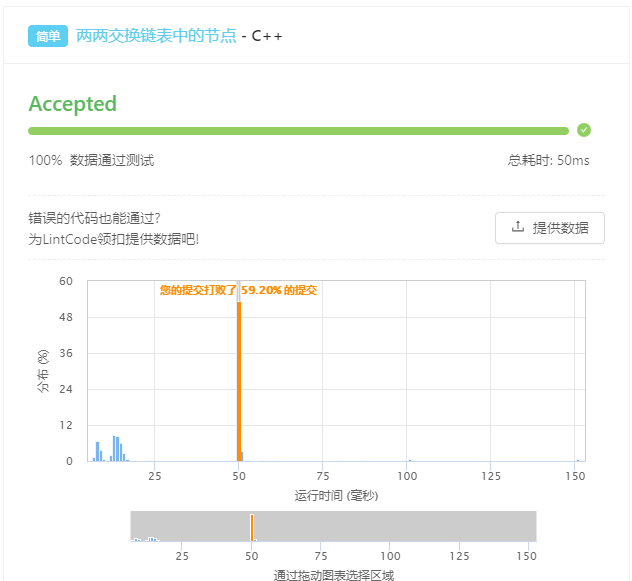 简单 两两交换链表中的节点 - C++
Accepted
100% 数据通过测试 总耗时: 50ms
错误的代码也能通过?
为LintCode领扣提供数据吧!
提供数据
您的提交打败了 59.20% 的提交
60
48
36
24
12
0
分布 (%)
25 50 75 100 125 150
运行时间 (毫秒)
25 50 75 100 125 150
通过拖动图表选择区域